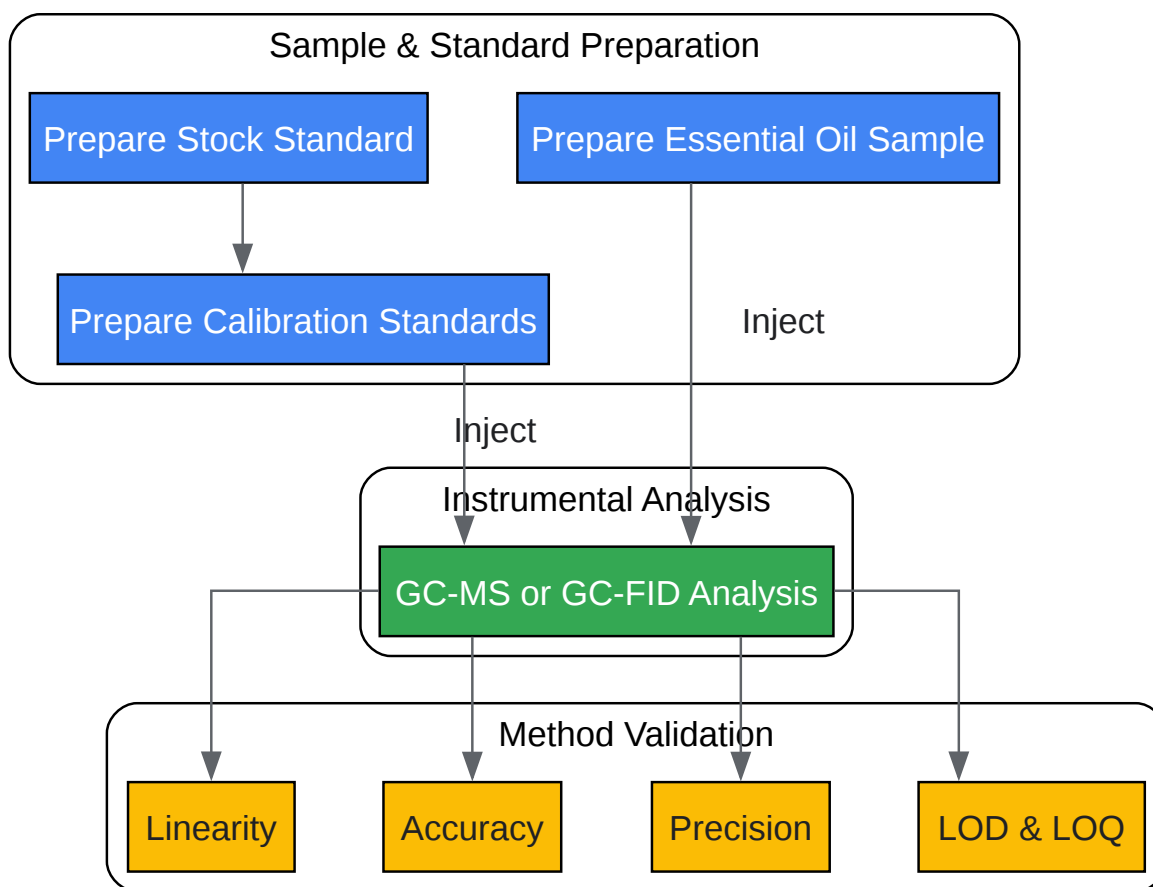 Sample & Standard Preparation
Prepare Stock Standard
Prepare Essential Oil Sample
Prepare Calibration Standards
Inject
Inject
Instrumental Analysis
GC-MS or GC-FID Analysis
Method Validation
Linearity
Accuracy
Precision
LOD & LOQ